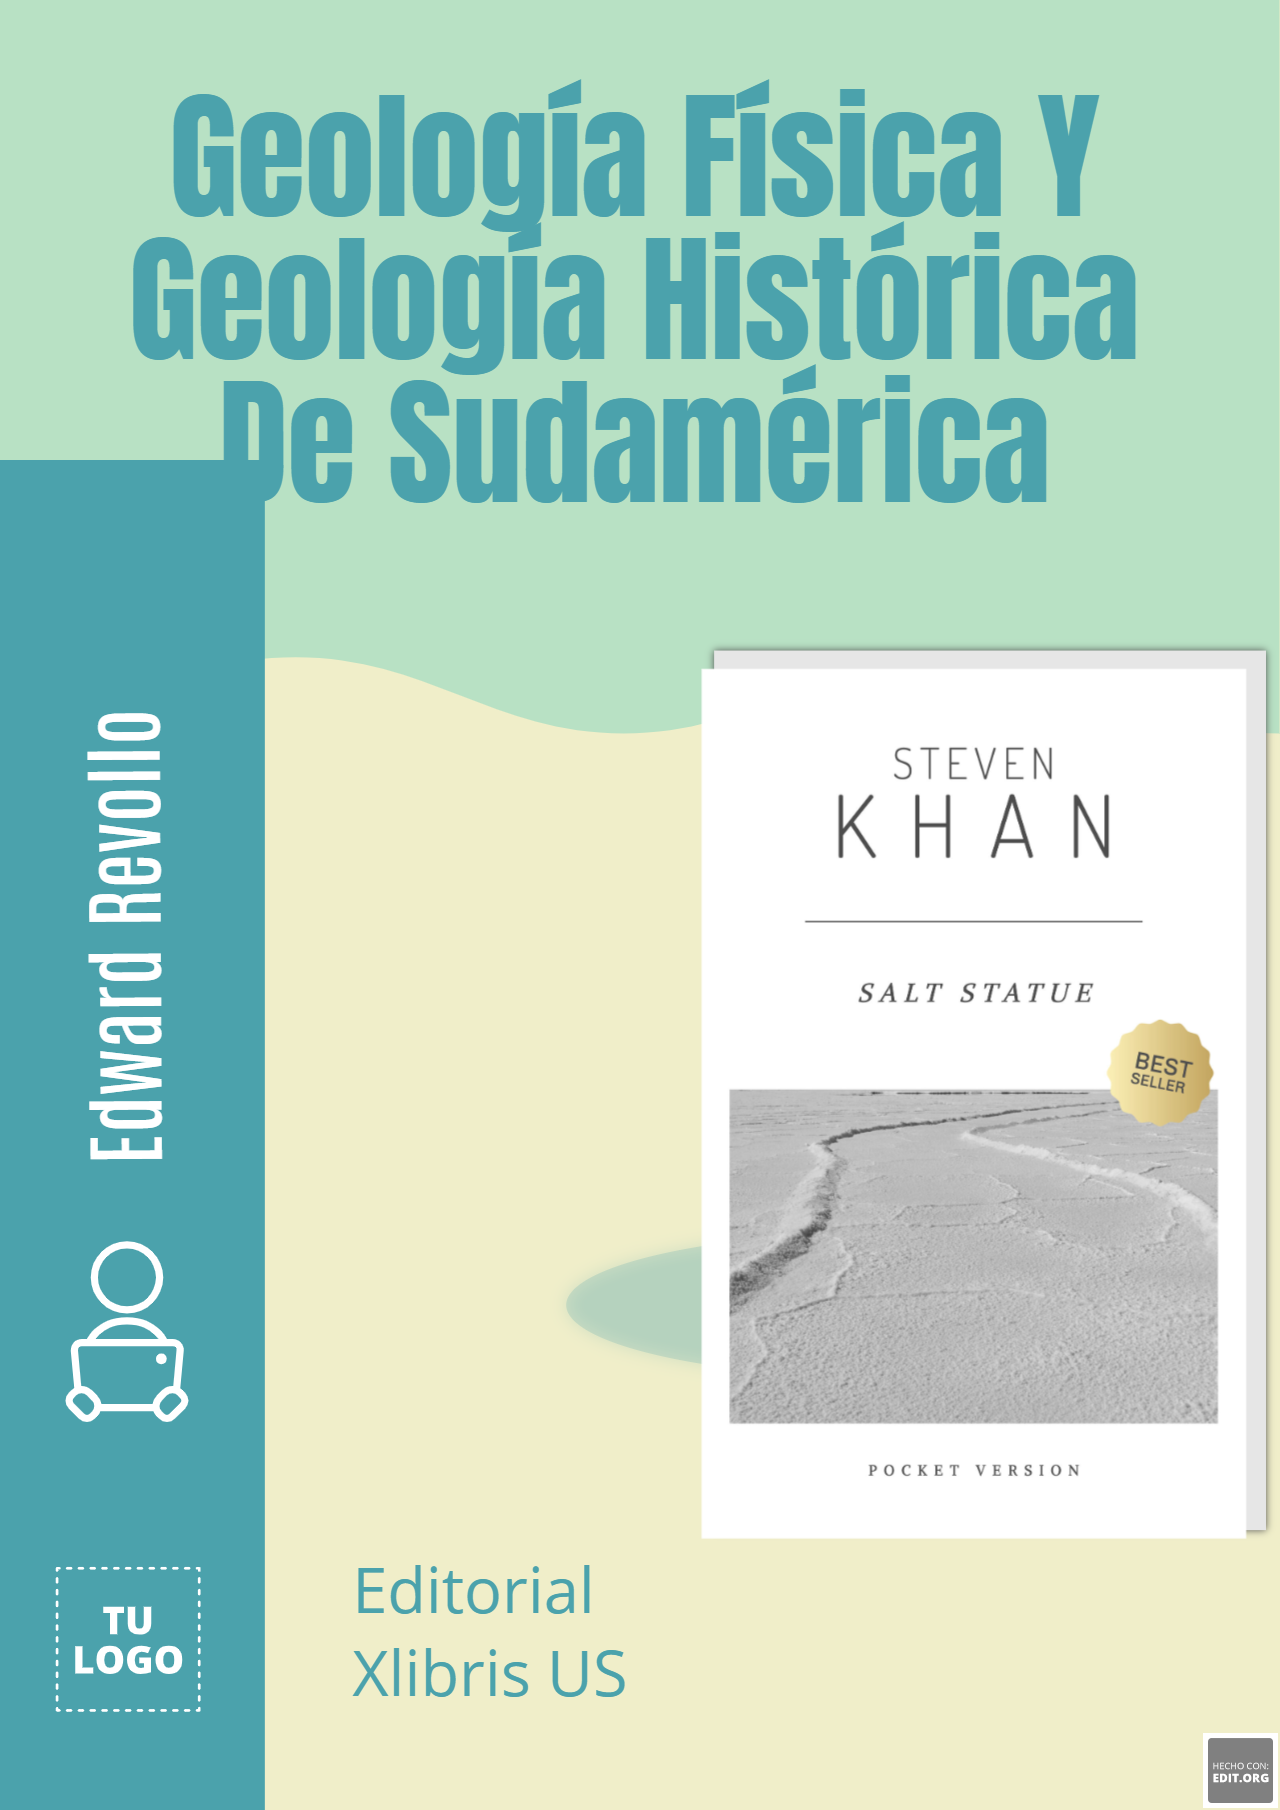 Geología Física Y
Geología Histórica
De Sudamérica
Edward Revollo
STEVEN
KHAN
SALT STATUE
BEST
SELLER
POCKET VERSION
Editorial
Xlibris US
TU
LOGO
HECHO CON:
EDIT.ORG